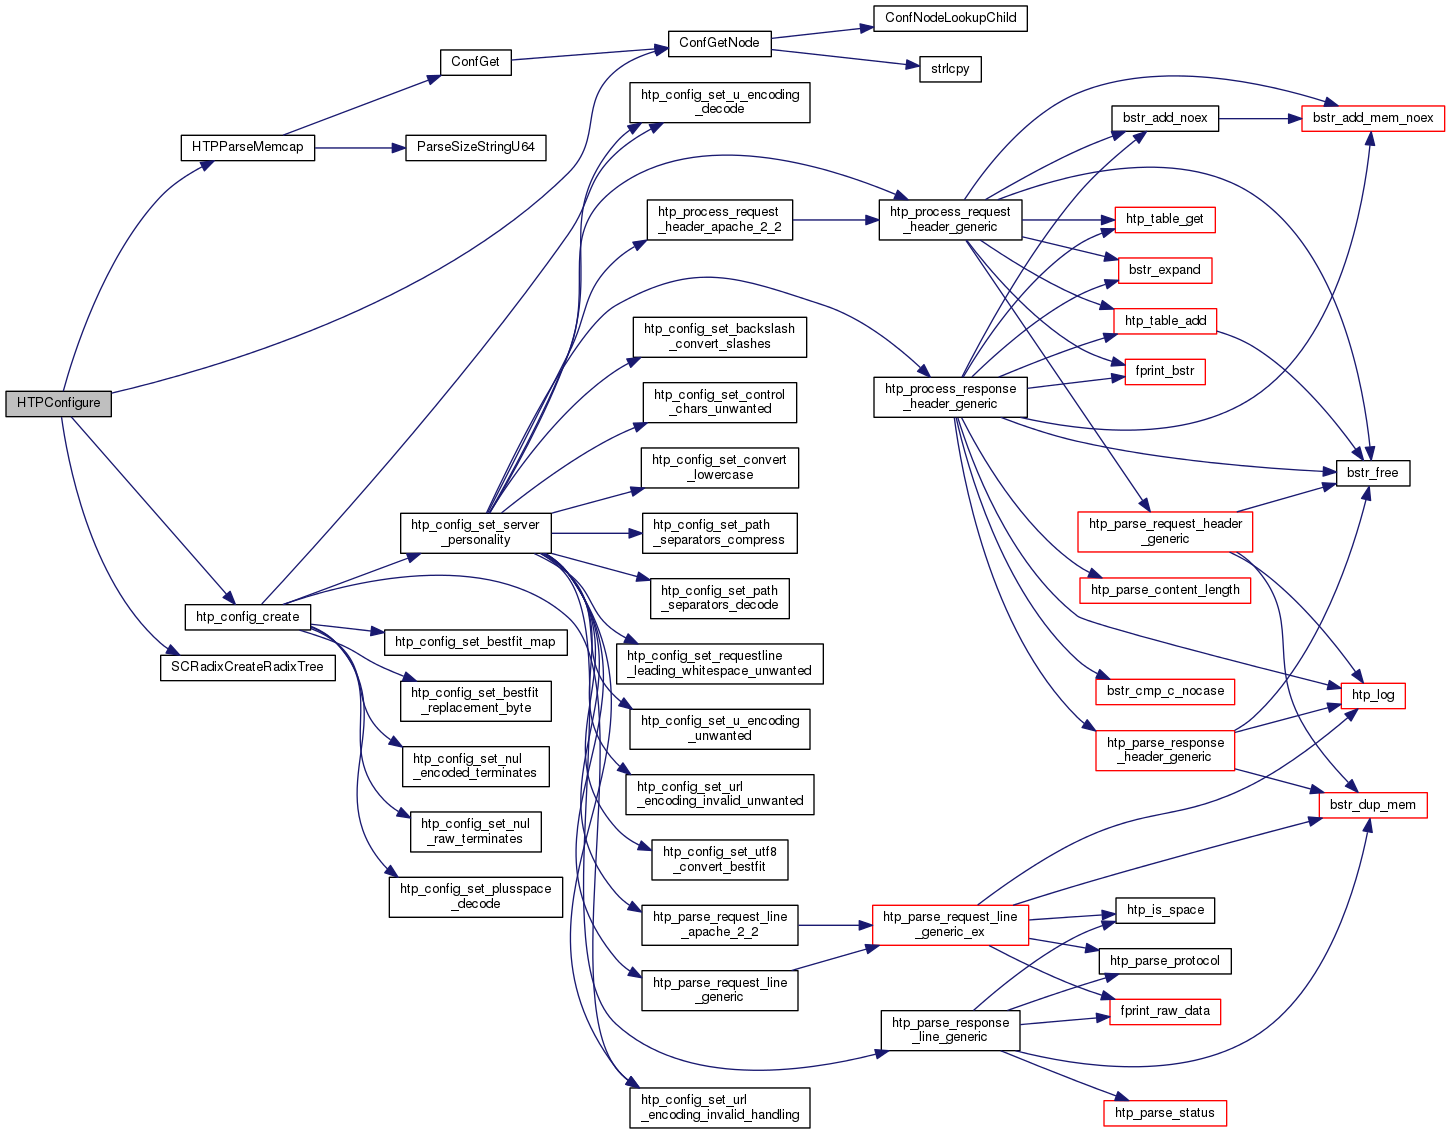 HTPConfigure
HTPParseMemcap
htp_config_create
SCRadixCreateRadixTree
ConfGet
ParseSizeStringU64
htp_config_set_server
_personality
htp_config_set_bestfit_map
htp_config_set_bestfit
_replacement_byte
htp_config_set_nul
_encoded_terminates
htp_config_set_nul
_raw_terminates
htp_config_set_plusspace
_decode
ConfGetNode
htp_config_set_u_encoding
_decode
htp_process_request
_header_apache_2_2
htp_config_set_backslash
_convert_slashes
htp_config_set_control
_chars_unwanted
htp_config_set_convert
_lowercase
htp_config_set_path
_separators_compress
htp_config_set_path
_separators_decode
htp_config_set_requestline
_leading_whitespace_unwanted
htp_config_set_u_encoding
_unwanted
htp_config_set_url
_encoding_invalid_unwanted
htp_config_set_utf8
_convert_bestfit
htp_parse_request_line
_apache_2_2
htp_parse_request_line
_generic
htp_config_set_url
_encoding_invalid_handling
ConfNodeLookupChild
strlcpy
htp_process_request
_header_generic
htp_process_response
_header_generic
htp_parse_request_line
_generic_ex
htp_parse_response
_line_generic
bstr_add_noex
htp_table_get
bstr_expand
htp_table_add
fprint_bstr
htp_parse_request_header
_generic
htp_parse_content_length
bstr_cmp_c_nocase
htp_parse_response
_header_generic
htp_is_space
htp_parse_protocol
fprint_raw_data
htp_parse_status
bstr_add_mem_noex
bstr_free
htp_log
bstr_dup_mem